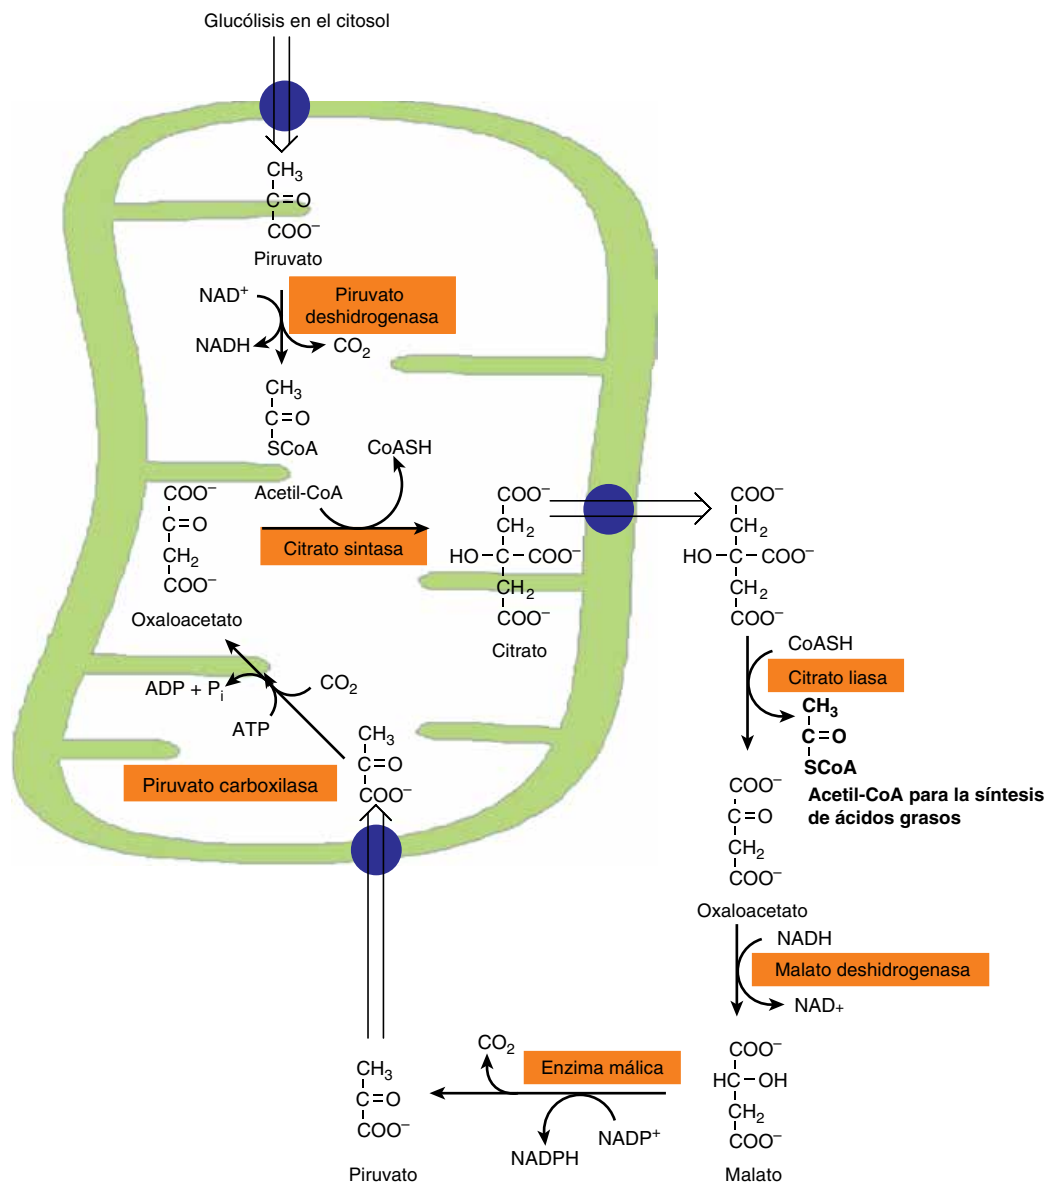 Glucólisis en el citosol
CH3
C=O
COO–
Piruvato
NAD+
Piruvato
deshidrogenasa
NADH
CO2
CH3
C=O
SCoA
CoASH
Acetil-CoA
COO–
C=O
CH2
COO–
Oxaloacetato
Citrato sintasa
COO–
CH2
HO–C–COO–
CH2
COO–
Citrato
COO–
CH2
HO–C–COO–
CH2
COO–
CoASH
Citrato liasa
CH3
C=O
SCoA
Acetil-CoA para la síntesis
de ácidos grasos
ADP + Pi
CO2
ATP
Piruvato carboxilasa
CH3
C=O
COO–
COO–
C=O
CH2
COO–
Oxaloacetato
NADH
Malato deshidrogenasa
NAD+
COO–
HC–OH
CH2
COO–
Malato
CO2
Enzima málica
NADP+
NADPH
CH3
C=O
COO–
Piruvato